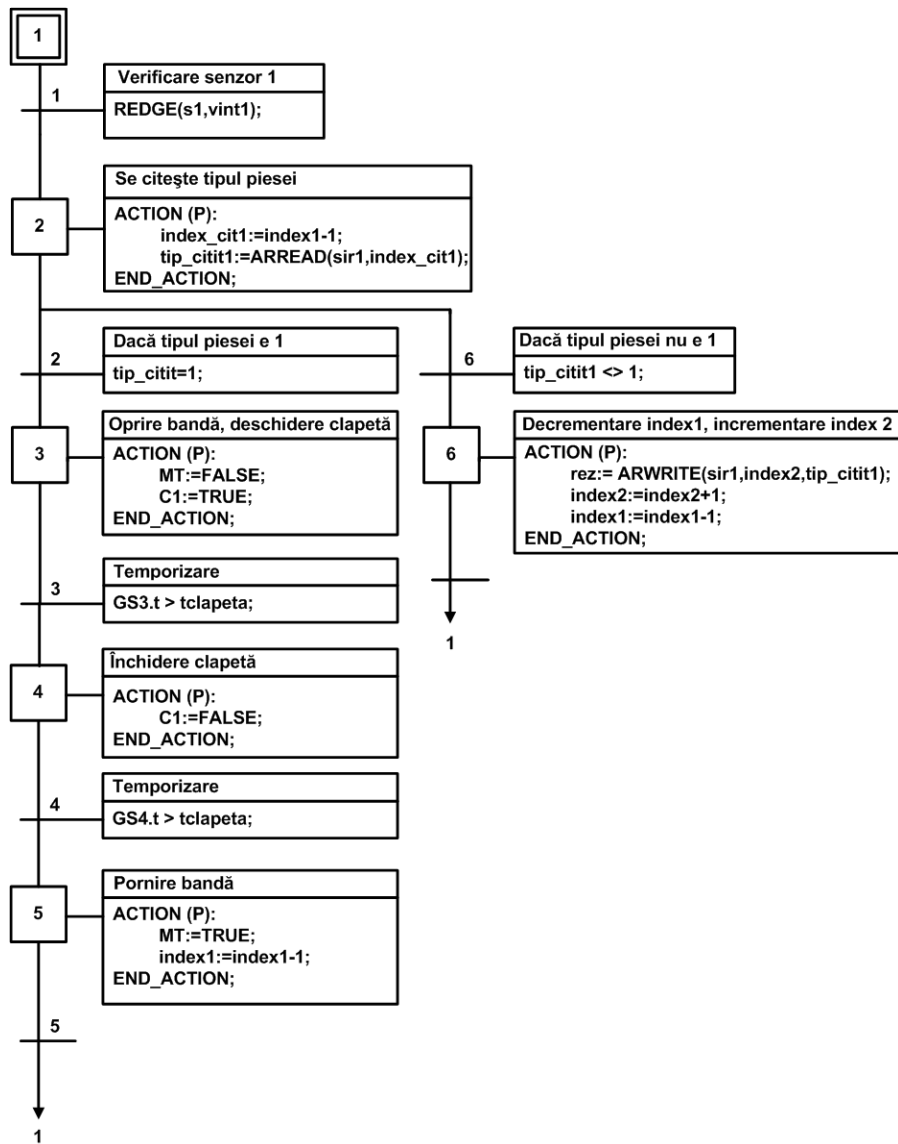 1
1
Verificare senzor 1
REDGE(s1,vint1);
2
Se citeşte tipul piesei
ACTION (P):
index_cit1:=index1-1;
tip_citit1:=ARREAD(sir1,index_cit1);
END_ACTION;
2
Dacă tipul piesei e 1
tip_citit=1;
6
Dacă tipul piesei nu e 1
tip_citit1 <> 1;
3
Oprire bandă, deschidere clapetă
ACTION (P):
MT:=FALSE;
C1:=TRUE;
END_ACTION;
6
Decrementare index1, incrementare index 2
ACTION (P):
rez:= ARWRITE(sir1,index2,tip_citit1);
index2:=index2+1;
index1:=index1-1;
END_ACTION;
3
Temporizare
GS3.t > tclapeta;
1
4
Închidere clapetă
ACTION (P):
C1:=FALSE;
END_ACTION;
4
Temporizare
GS4.t > tclapeta;
5
Pornire bandă
ACTION (P):
MT:=TRUE;
index1:=index1-1;
END_ACTION;
5
1